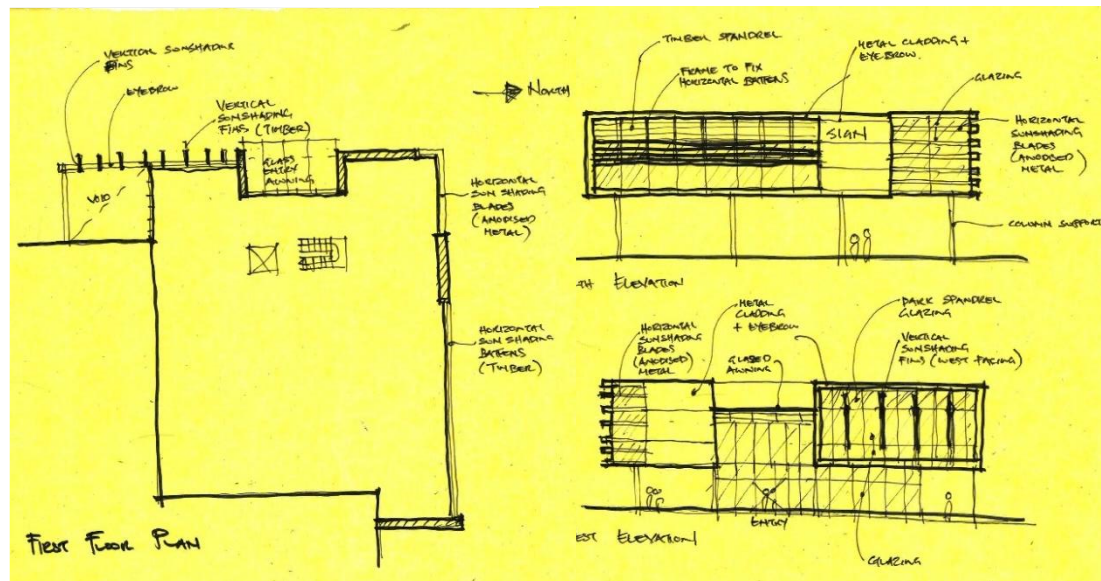 VERTICAL SUNSHADING
FINS
EYEBROW
VERTICAL
SUNSHADING
FINS (TIMBER)
NORTH
GLASS
ENTRY
AWNING
VOID
HORIZONTAL
SUN SHADING
BLADES
(ANODISED
METAL)
HORIZONTAL
SUN SHADING
BATTENS
(TIMBER)
FIRST FLOOR PLAN
TIMBER SPANDREL
FRAME TO FIX
HORIZONTAL BATTENS
METAL CLADDING +
EYEBROW
GLAZING
SIGN
HORIZONTAL
SUNSHADING
BLADES
(ANODISED
METAL)
COLUMN SUPPORT
TH ELEVATION
HORIZONTAL
SUNSHADING
BLADES
(ANODISED)
METAL
METAL
CLADDING
+ EYEBROW
GLAZED
AWNING
DARK SPANDREL
GLAZING
VERTICAL
SUNSHADING
FINS (WEST FACING)
ENTRY
EST ELEVATION
GLAZING